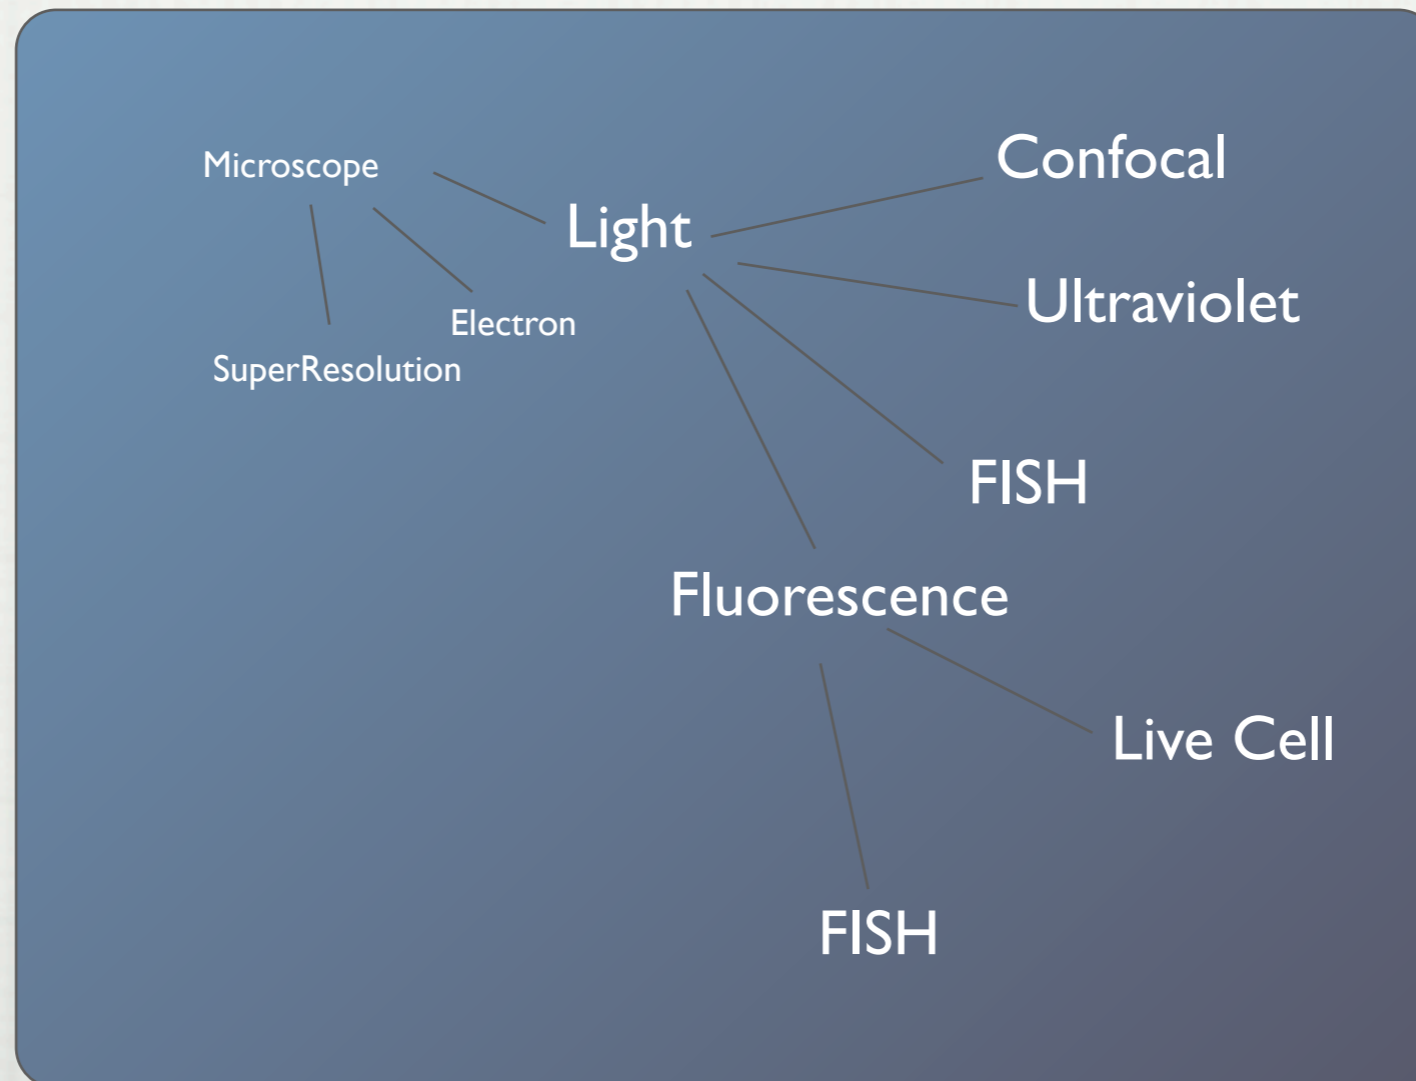 Microscope
Confocal
Light
Ultraviolet
Electron
SuperResolution
FISH
Fluorescence
Live Cell
FISH